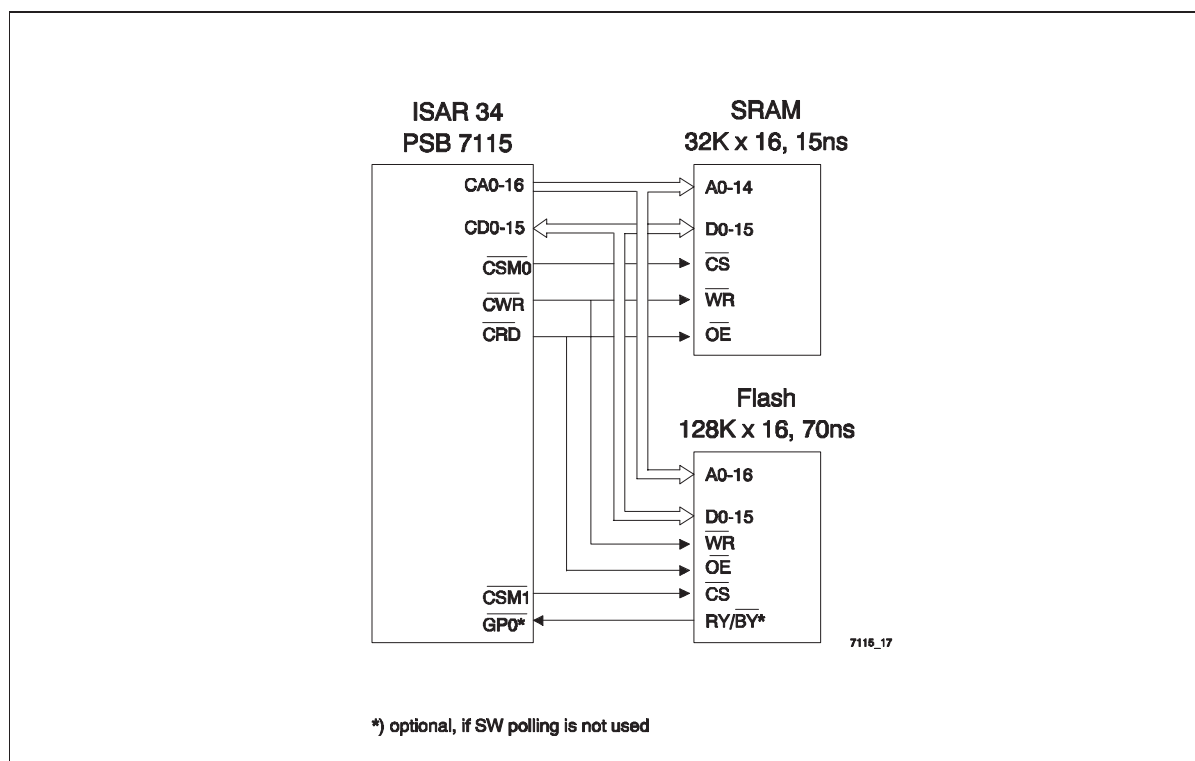 ISAR 34
PSB 7115
CA0-16
CD0-15
CSM0
CWR
CRD
CSM1
GP0*
SRAM
32K x 16, 15ns
A0-14
D0-15
CS
WR
OE
Flash
128K x 16, 70ns
A0-16
D0-15
WR
OE
CS
RY/BY*
7115_17
*) optional, if SW polling is not used